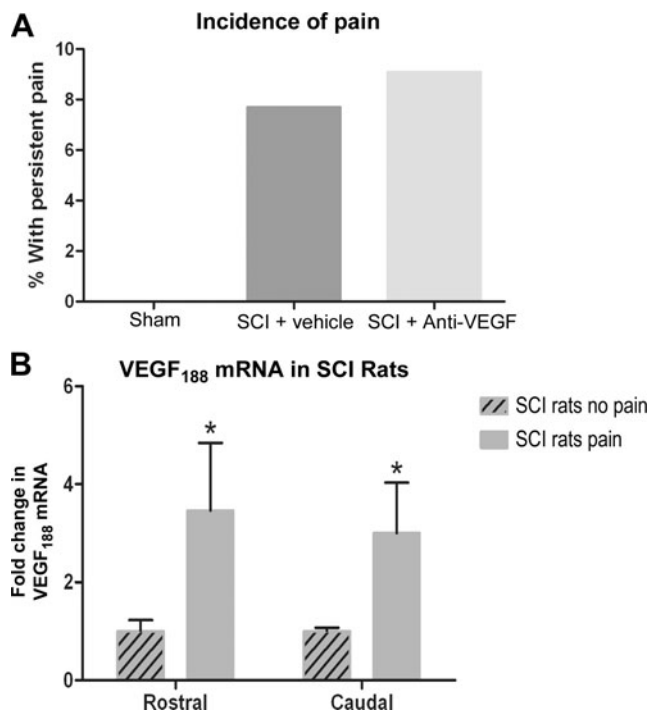 A
Incidence of pain
% With persistent pain
10
8
6
4
2
0
Sham
SCI + vehicle
SCI + Anti-VEGF
B
VEGF₁₈₈ mRNA in SCI Rats
Fold change in
VEGF₁₈₈ mRNA
6
4
2
0
*
*
Rostral
Caudal
SCI rats no pain
SCI rats pain